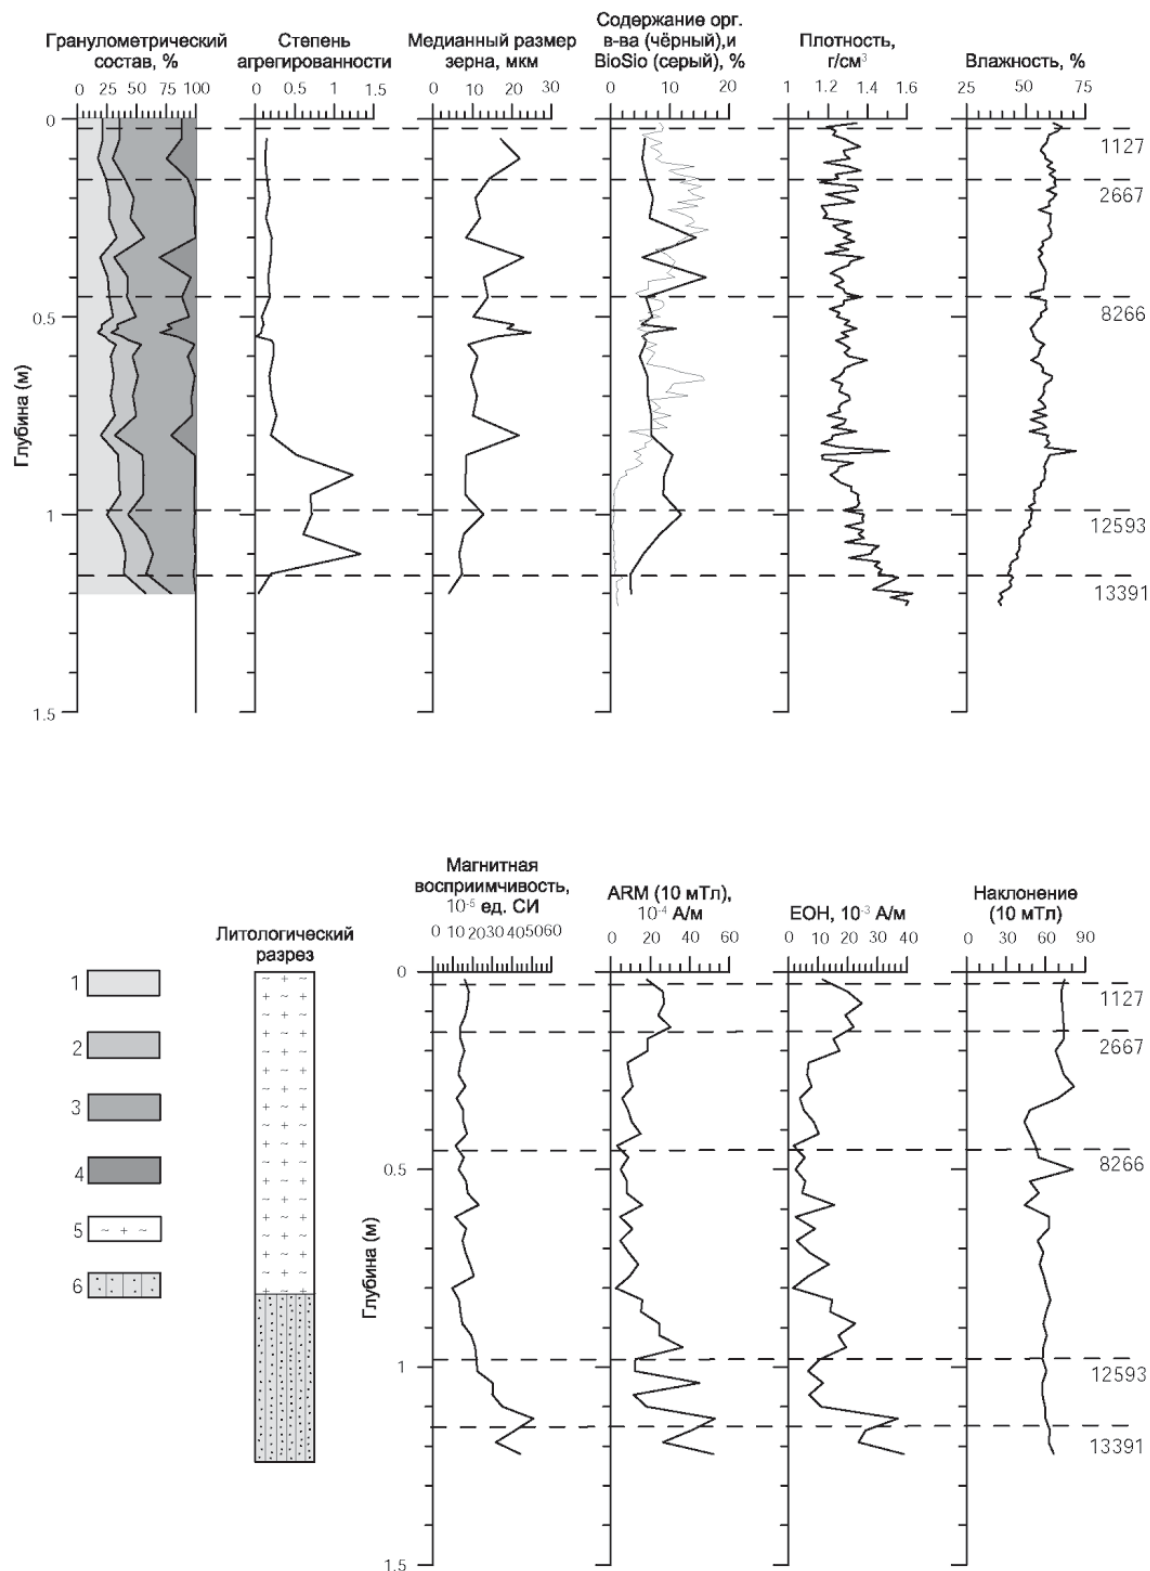 Гранулометрический
состав, %
0 25 50 75 100
Степень
агрегированности
0 0.5 1 1.5
Медианный размер
зерна, мкм
0 10 20 30
Содержание орг.
в-ва (чёрный),и
BioSio (серый), %
0 10 20
Плотность,
г/см³
1 1.2 1.4 1.6
Влажность, %
25 50 75
0
0.5
1
1.5
Глубина (м)
1127
2667
8266
12593
13391
Магнитная
восприимчивость,
10⁻⁵ ед. СИ
0 10 20 30 40 50 60
ARM (10 мТл),
10⁻⁴ А/м
0 20 40 60
ЕОН, 10⁻³ А/м
0 10 20 30 40
Наклонение
(10 мТл)
0 30 60 90
Литологический
разрез
1
2
3
4
5 ~ + ~
6
0
0.5
1
1.5
Глубина (м)
1127
2667
8266
12593
13391